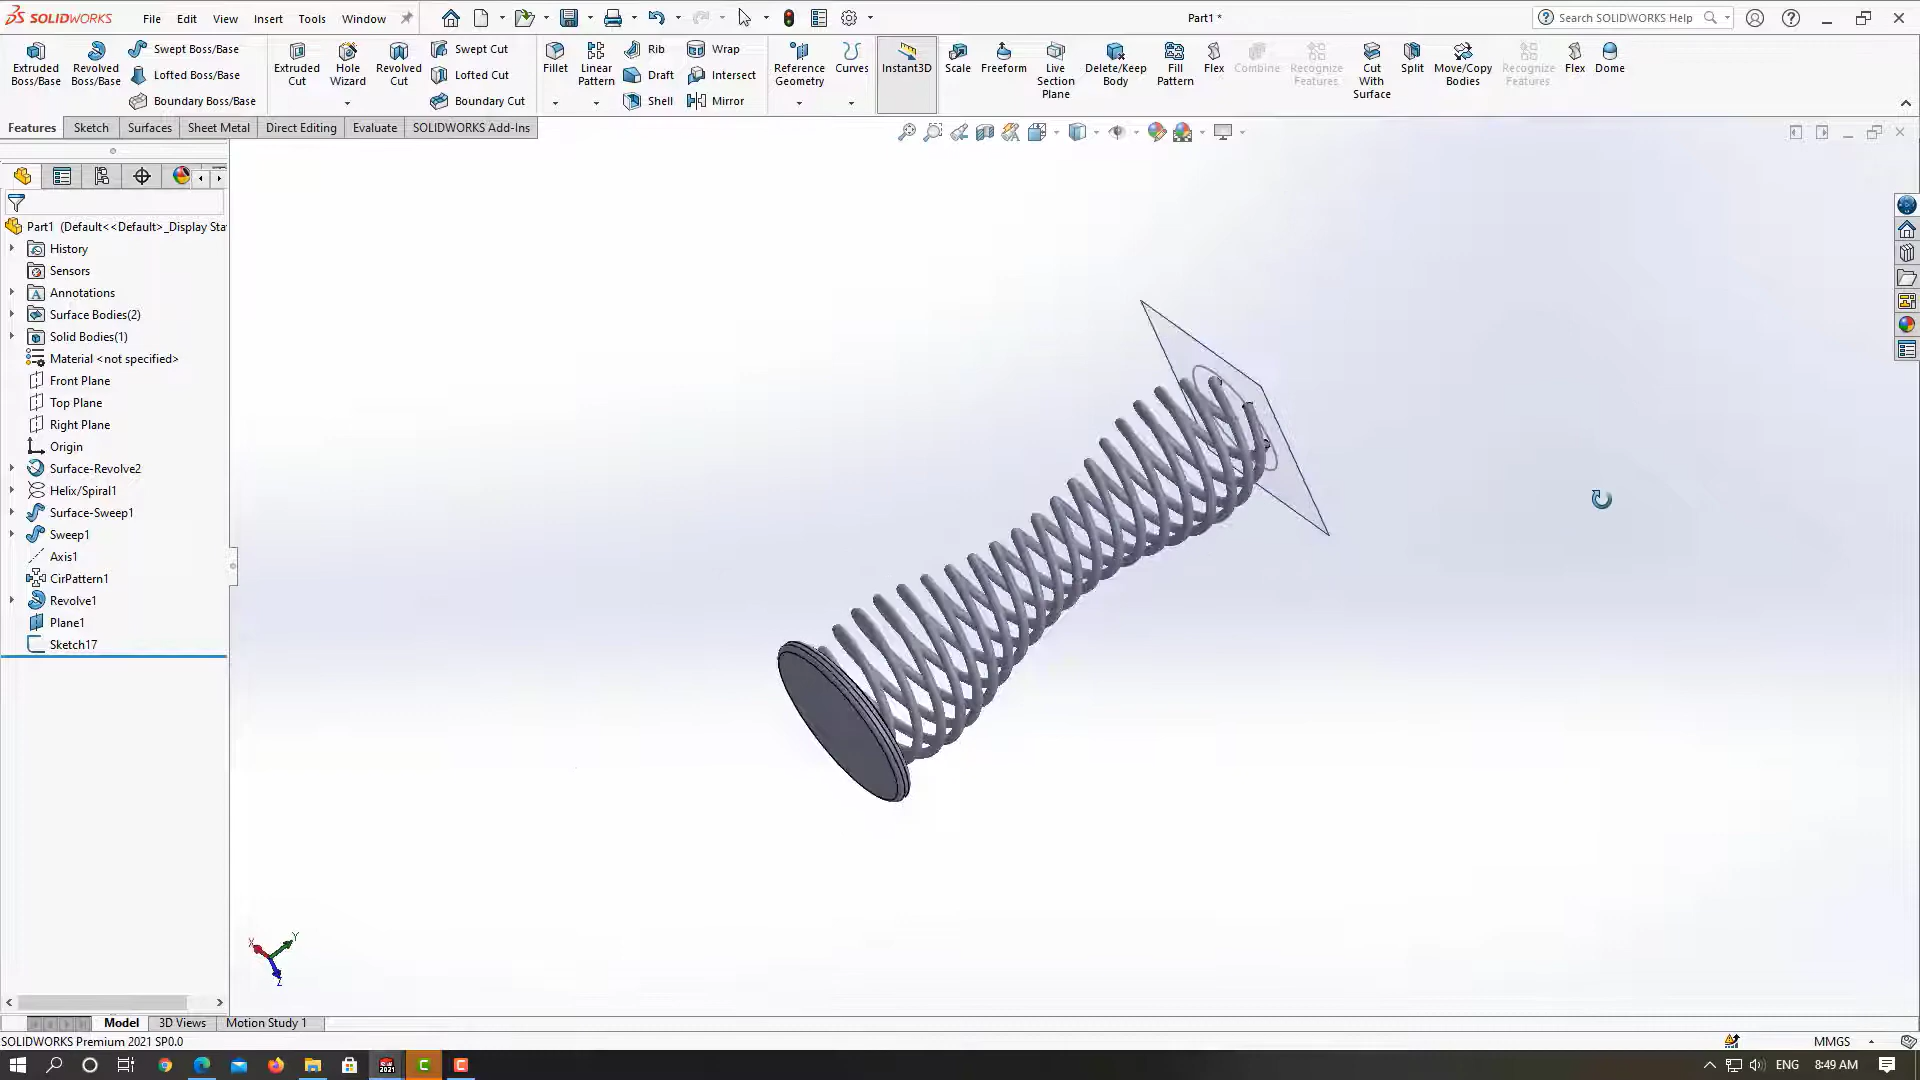 SOLIDWORKS File Edit View Insert Tools Window Part1 * Search SOLIDWORKS Help
Extruded Boss/Base
Revolved Boss/Base
Swept Boss/Base
Lofted Boss/Base
Boundary Boss/Base
Extruded Cut
Hole Wizard
Revolved Cut
Swept Cut
Lofted Cut
Boundary Cut
Fillet
Linear Pattern
Rib
Draft
Shell
Wrap
Intersect
Mirror
Reference Geometry
Curves
Instant3D
Scale
Freeform
Live Section Plane
Delete/Keep Body
Fill Pattern
Flex
Combine
Recognize Features
Cut With Surface
Split
Move/Copy Bodies
Recognize Features
Flex
Dome
Features Sketch Surfaces Sheet Metal Direct Editing Evaluate SOLIDWORKS Add-Ins
Part1 (Default<<Default>_Display Sta
History
Sensors
Annotations
Surface Bodies(2)
Solid Bodies(1)
Material <not specified>
Front Plane
Top Plane
Right Plane
Origin
Surface-Revolve2
Helix/Spiral1
Surface-Sweep1
Sweep1
Axis1
CirPattern1
Revolve1
Plane1
Sketch17
X Y Z
Model 3D Views Motion Study 1
SOLIDWORKS Premium 2021 SP0.0 MMGS
2021 C C ENG 8:49 AM